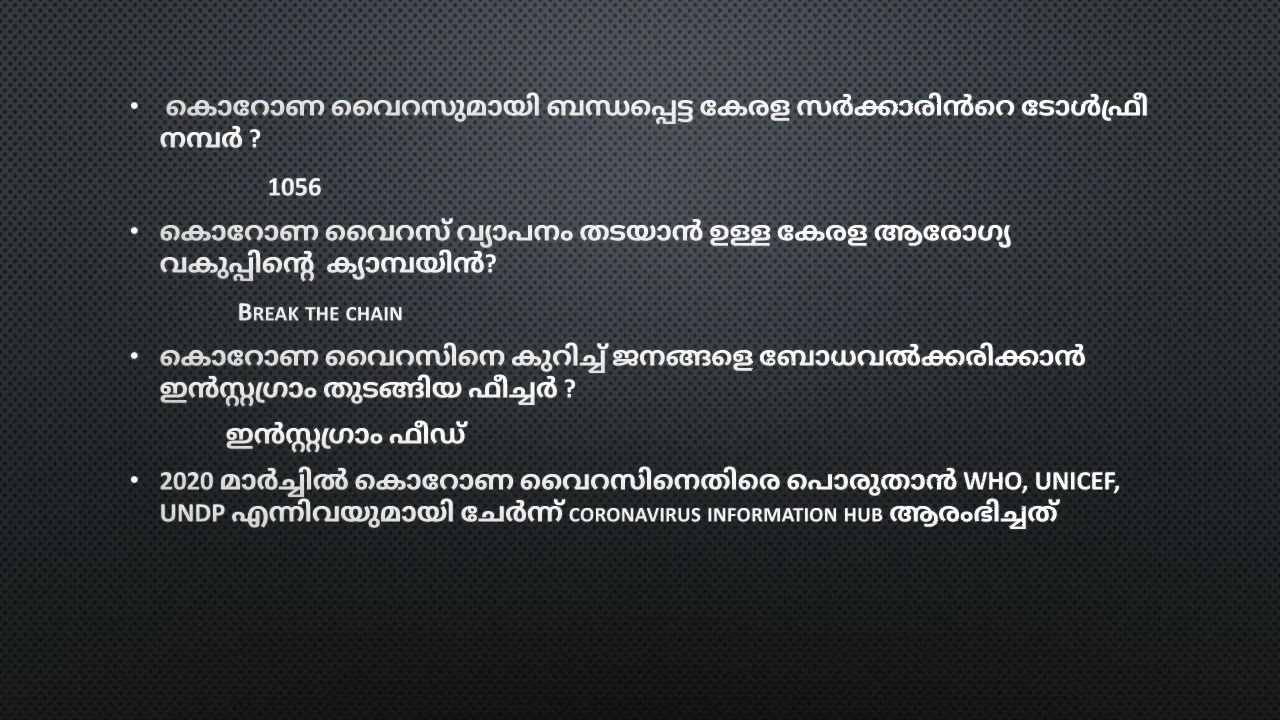 • കൊറോണ വൈറസുമായി ബന്ധപ്പെട്ട കേരള സർക്കാരിൻറെ ടോൾഫ്രീ
നമ്പർ ?
1056
• കൊറോണ വൈറസ് വ്യാപനം തടയാൻ ഉള്ള കേരള ആരോഗ്യ
വകുപ്പിന്റെ ക്യാമ്പയിൻ?
BREAK THE CHAIN
• കൊറോണ വൈറസിനെ കുറിച്ച് ജനങ്ങളെ ബോധവൽക്കരിക്കാൻ
ഇൻസ്റ്റഗ്രാം തുടങ്ങിയ ഫീച്ചർ ?
ഇൻസ്റ്റഗ്രാം ഫീഡ്
• 2020 മാർച്ചിൽ കൊറോണ വൈറസിനെതിരെ പൊരുതാൻ WHO, UNICEF,
UNDP എന്നിവയുമായി ചേർന്ന് CORONAVIRUS INFORMATION HUB ആരംഭിച്ചത്